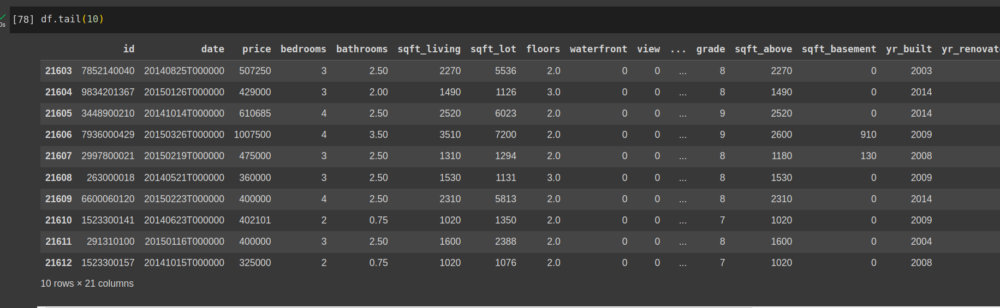 [78] df.tail(10)
0s
id date price bedrooms bathrooms sqft_living sqft_lot floors waterfront view ... grade sqft_above sqft_basement yr_built yr_renovat
21603 7852140040 20140825T000000 507250 3 2.50 2270 5536 2.0 0 0 ... 8 2270 0 2003
21604 9834201367 20150126T000000 429000 3 2.00 1490 1126 3.0 0 0 ... 8 1490 0 2014
21605 3448900210 20141014T000000 610685 4 2.50 2520 6023 2.0 0 0 ... 9 2520 0 2014
21606 7936000429 20150326T000000 1007500 4 3.50 3510 7200 2.0 0 0 ... 9 2600 910 2009
21607 2997800021 20150219T000000 475000 3 2.50 1310 1294 2.0 0 0 ... 8 1180 130 2008
21608 263000018 20140521T000000 360000 3 2.50 1530 1131 3.0 0 0 ... 8 1530 0 2009
21609 6600060120 20150223T000000 400000 4 2.50 2310 5813 2.0 0 0 ... 8 2310 0 2014
21610 1523300141 20140623T000000 402101 2 0.75 1020 1350 2.0 0 0 ... 7 1020 0 2009
21611 291310100 20150116T000000 400000 3 2.50 1600 2388 2.0 0 0 ... 8 1600 0 2004
21612 1523300157 20141015T000000 325000 2 0.75 1020 1076 2.0 0 0 ... 7 1020 0 2008
10 rows × 21 columns